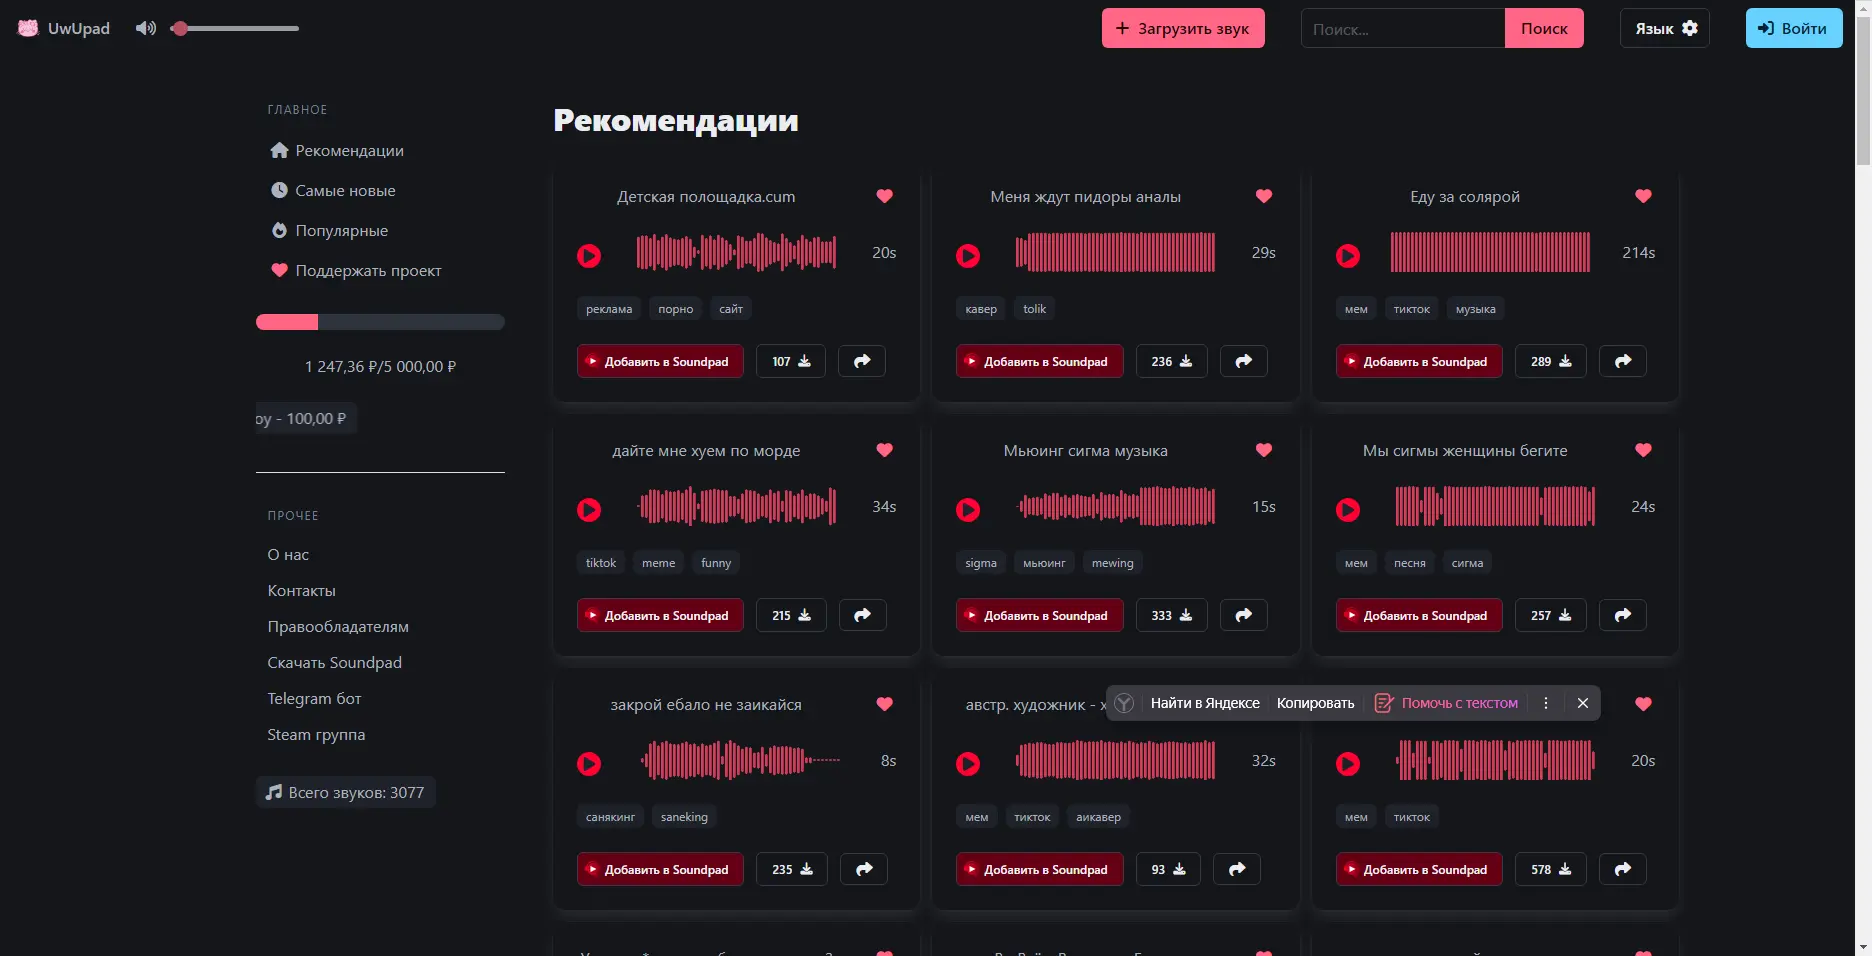 UwUpad
+ Загрузить звук
Поиск...
Поиск
Язык
Войти
ГЛАВНОЕ
Рекомендации
Самые новые
Популярные
Поддержать проект
1 247,36 ₽/5 000,00 ₽
oy - 100,00 ₽
ПРОЧЕЕ
О нас
Контакты
Правообладателям
Скачать Soundpad
Telegram бот
Steam группа
Всего звуков: 3077
Рекомендации
Детская полощадка.cum
20s
реклама порно сайт
Добавить в Soundpad 107
Меня ждут пидоры аналы
29s
кавер tolik
Добавить в Soundpad 236
Еду за солярой
214s
мем тикток музыка
Добавить в Soundpad 289
дайте мне хуем по морде
34s
tiktok meme funny
Добавить в Soundpad 215
Мьюинг сигма музыка
15s
sigma мьюинг mewing
Добавить в Soundpad 333
Мы сигмы женщины бегите
24s
мем песня сигма
Добавить в Soundpad 257
закрой ебало не заикайся
8s
санякинг saneking
Добавить в Soundpad 235
австр. художник - х
32s
мем тикток аикавер
Добавить в Soundpad 93
Найти в Яндексе Копировать Помочь с текстом
20s
мем тикток
Добавить в Soundpad 578